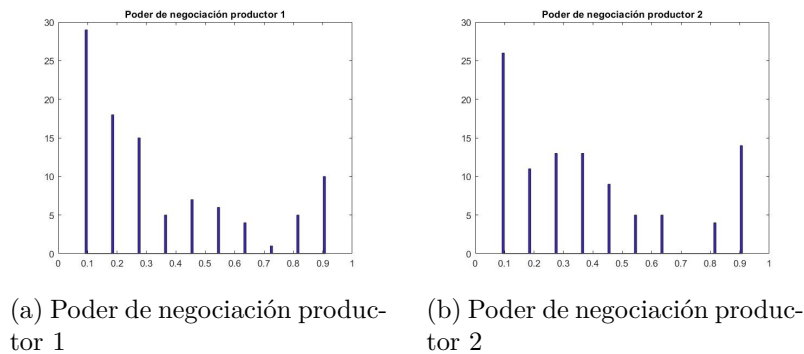 Poder de negociación productor 1
30
25
20
15
10
5
0
0 0.1 0.2 0.3 0.4 0.5 0.6 0.7 0.8 0.9 1
Poder de negociación productor 2
30
25
20
15
10
5
0
0 0.1 0.2 0.3 0.4 0.5 0.6 0.7 0.8 0.9 1
(a) Poder de negociación produc-
tor 1
(b) Poder de negociación produc-
tor 2